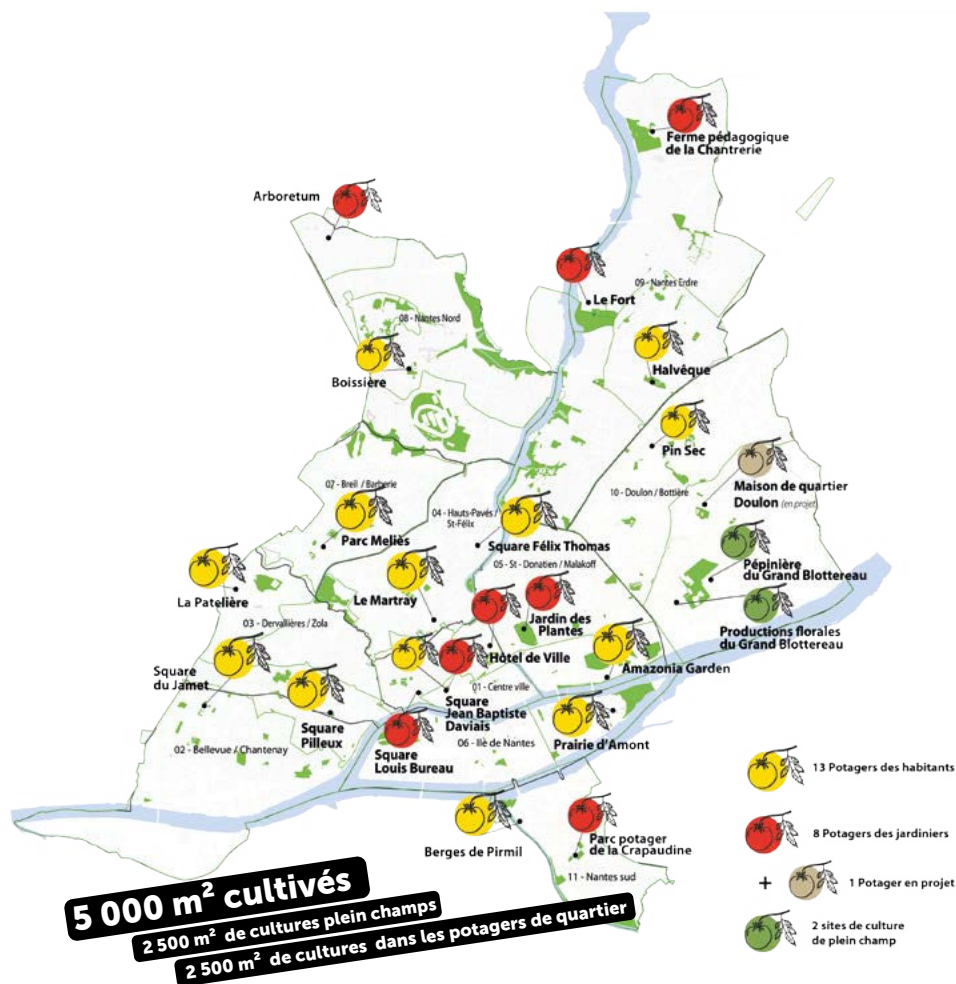 Ferme pédagogique
de la Chantrerie
Arboretum
09 - Nantes Erdre
Le Fort
08 - Nantes Nord
Halvêque
Boissière
Pin Sec
Maison de quartier
Doulon (en projet)
07 - Breil / Barberie
10 - Doulon / Bottière
04 - Hauts-Pavés /
St-Félix
Parc Meliès
Square Félix Thomas
05 - St - Donatien / Malakoff
Pépinière
du Grand Blottereau
La Patelière
Le Martray
Jardin des
Plantes
03 - Dervallières / Zola
Productions florales
du Grand Blottereau
Hôtel de Ville
Amazonia Garden
Square
du Jamet
01 - Centre ville
Square
Jean Baptiste
Daviais
Square
Pilleux
02 - Bellevue / Chantenay
06 - Ilè de Nantes
Prairie d'Amont
Square
Louis Bureau
13 Potagers des habitants
Berges de Pirmil
Parc potager
de la Crapaudine
8 Potagers des jardiniers
11 - Nantes sud
+ 1 Potager en projet
2 sites de culture
de plein champ
5 000 m² cultivés
2 500 m² de cultures plein champs
2 500 m² de cultures dans les potagers de quartier